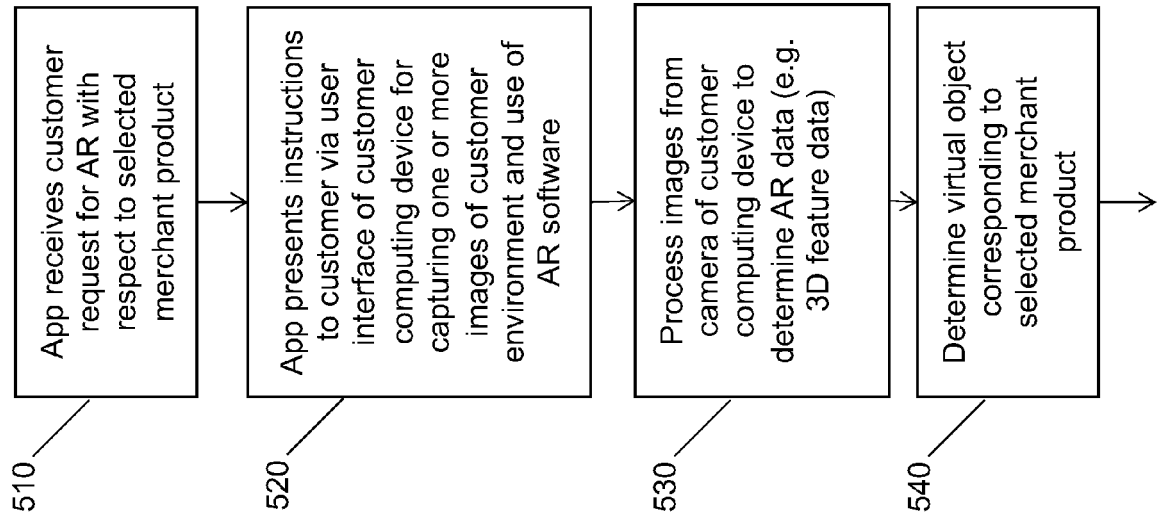 510
App receives customer
request for AR with
respect to selected
merchant product
520
App presents instructions
to customer via user
interface of customer
computing device for
capturing one or more
images of customer
environment and use of
AR software
530
Process images from
camera of customer
computing device to
determine AR data (e.g.
3D feature data)
540
Determine virtual object
corresponding to
selected merchant
product